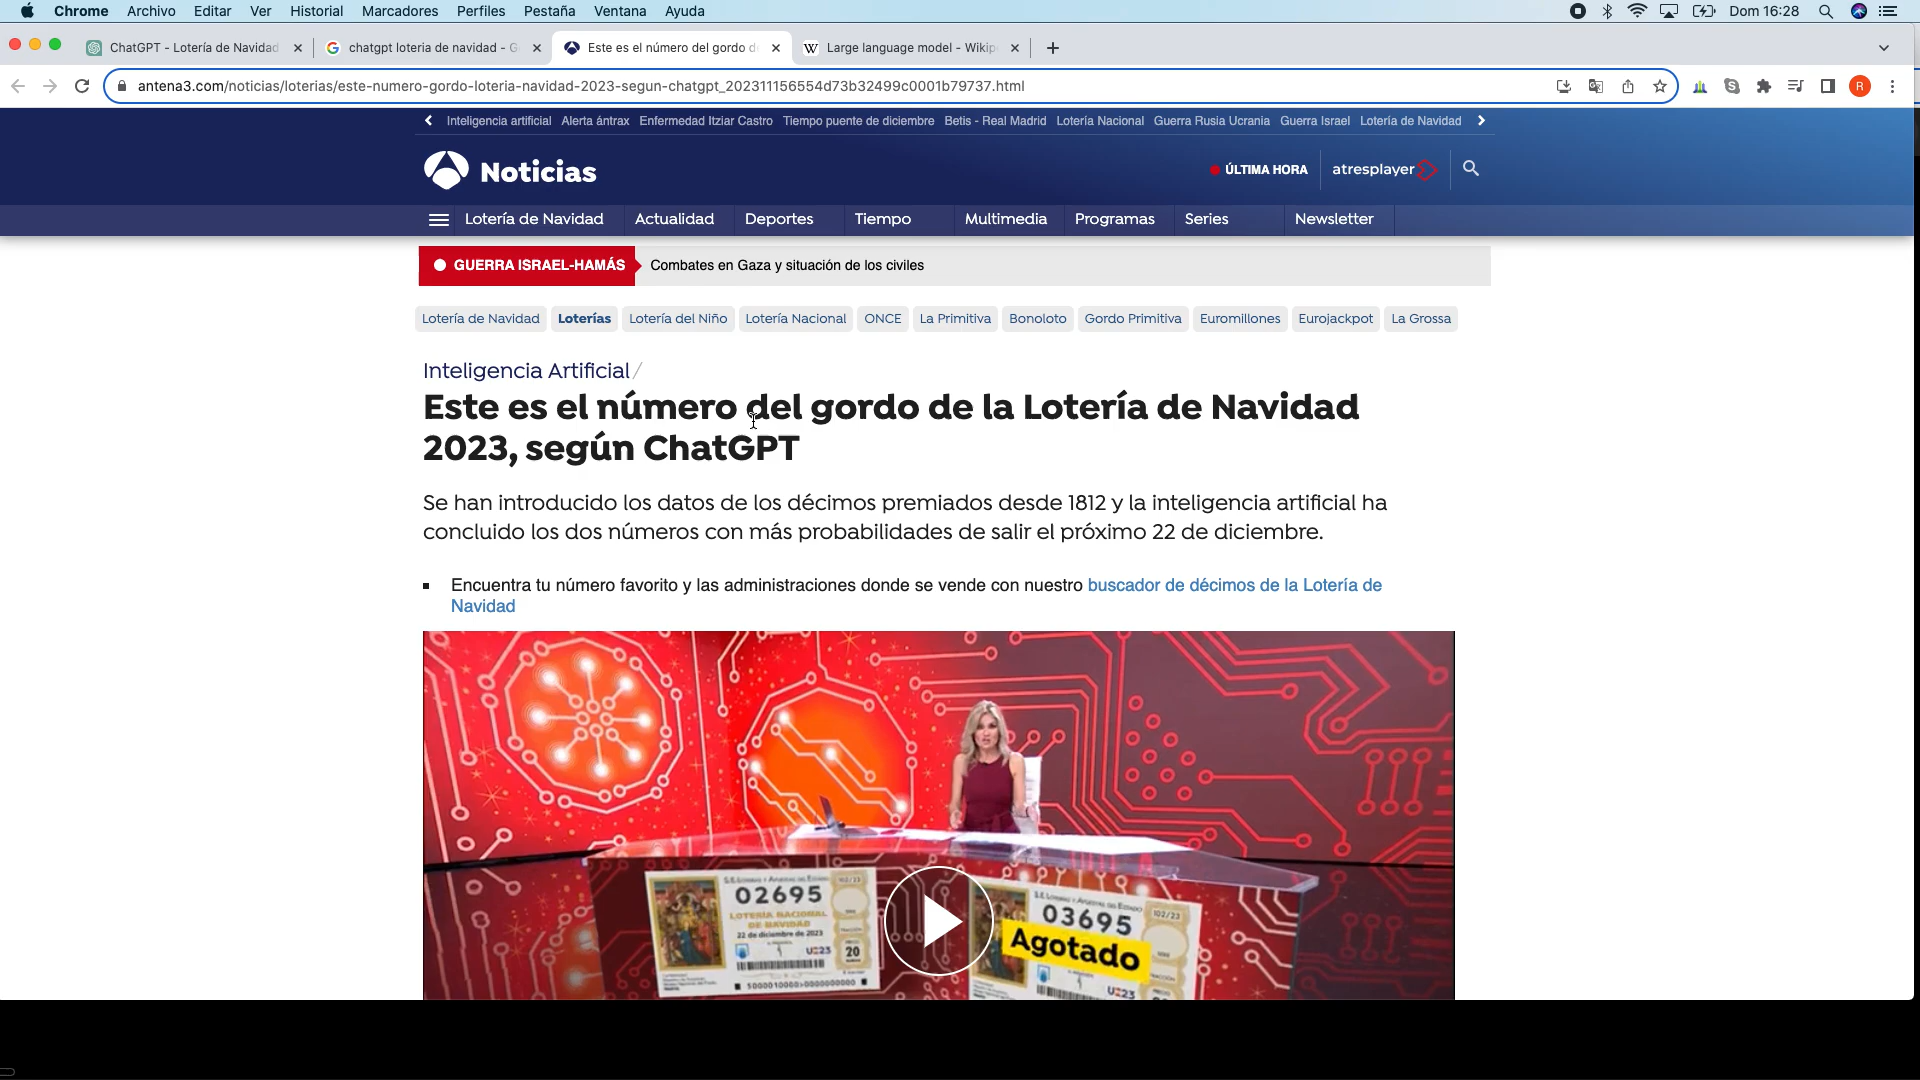 Chrome Archivo Editar Ver Historial Marcadores Perfiles Pestaña Ventana Ayuda Dom 16:28
ChatGPT - Lotería de Navidad chatgpt loteria de navidad - G Este es el número del gordo d Large language model - Wikip
antena3.com/noticias/loterias/este-numero-gordo-loteria-navidad-2023-segun-chatgpt_202311156554d73b32499c0001b79737.html R
Inteligencia artificial Alerta ántrax Enfermedad Itziar Castro Tiempo puente de diciembre Betis - Real Madrid Lotería Nacional Guerra Rusia Ucrania Guerra Israel Lotería de Navidad
Noticias ÚLTIMA HORA atresplayer
Lotería de Navidad Actualidad Deportes Tiempo Multimedia Programas Series Newsletter
GUERRA ISRAEL-HAMÁS Combates en Gaza y situación de los civiles
Lotería de Navidad Loterías Lotería del Niño Lotería Nacional ONCE La Primitiva Bonoloto Gordo Primitiva Euromillones Eurojackpot La Grossa
Inteligencia Artificial /
Este es el número del gordo de la Lotería de Navidad
2023, según ChatGPT
Se han introducido los datos de los décimos premiados desde 1812 y la inteligencia artificial ha
concluido los dos números con más probabilidades de salir el próximo 22 de diciembre.
Encuentra tu número favorito y las administraciones donde se vende con nuestro buscador de décimos de la Lotería de
Navidad
02695
LOTERÍA NACIONAL
DE NAVIDAD
22 de diciembre de 2023
102/23
20
5000010000>0000000000
03695
102/23
Agotado